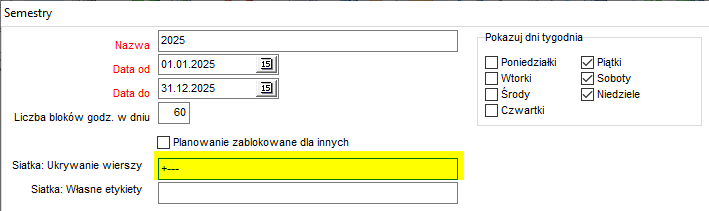 Semestry
Nazwa 2025
Data od 01.01.2025 15
Data do 31.12.2025 15
Liczba bloków godz. w dniu 60
Planowanie zablokowane dla innych
Siatka: Ukrywanie wierszy +---
Siatka: Własne etykiety
Pokazuj dni tygodnia
Poniedziałki Piątki
Wtorki Soboty
Środy Niedziele
Czwartki